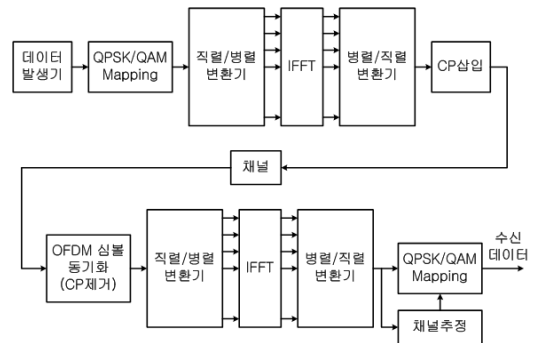 데이터
발생기
QPSK/QAM
Mapping
직렬/병렬
변환기
IFFT
병렬/직렬
변환기
CP삽입
채널
OFDM 심볼
동기화
(CP제거)
직렬/병렬
변환기
IFFT
병렬/직렬
변환기
QPSK/QAM
Mapping
수신
데이터
채널추정